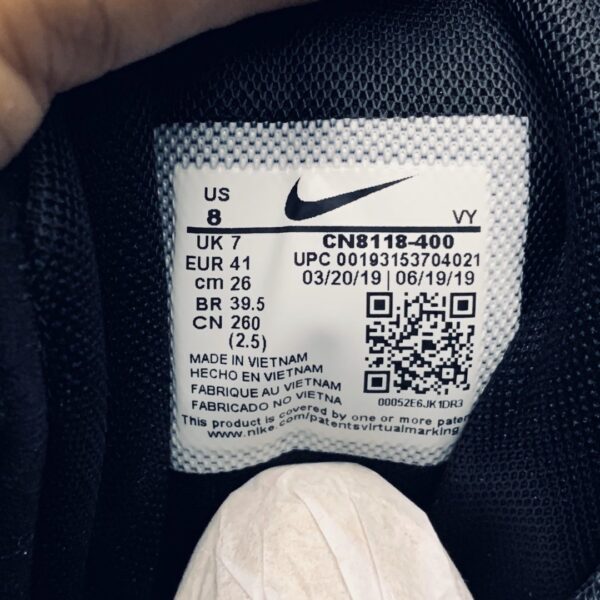 US
8
VY
UK 7
EUR 41
cm 26
BR 39.5
CN 260
(2.5)
CN8118-400
UPC 00193153704021
03/20/19 | 06/19/19
00052E6JK1DR3
MADE IN VIETNAM
HECHO EN VIETNAM
FABRIQUE AU VIETNAM
FABRICADO NO VIETNA
This product is covered by one or more paten
www.nike.com/patentsvirtualmarking